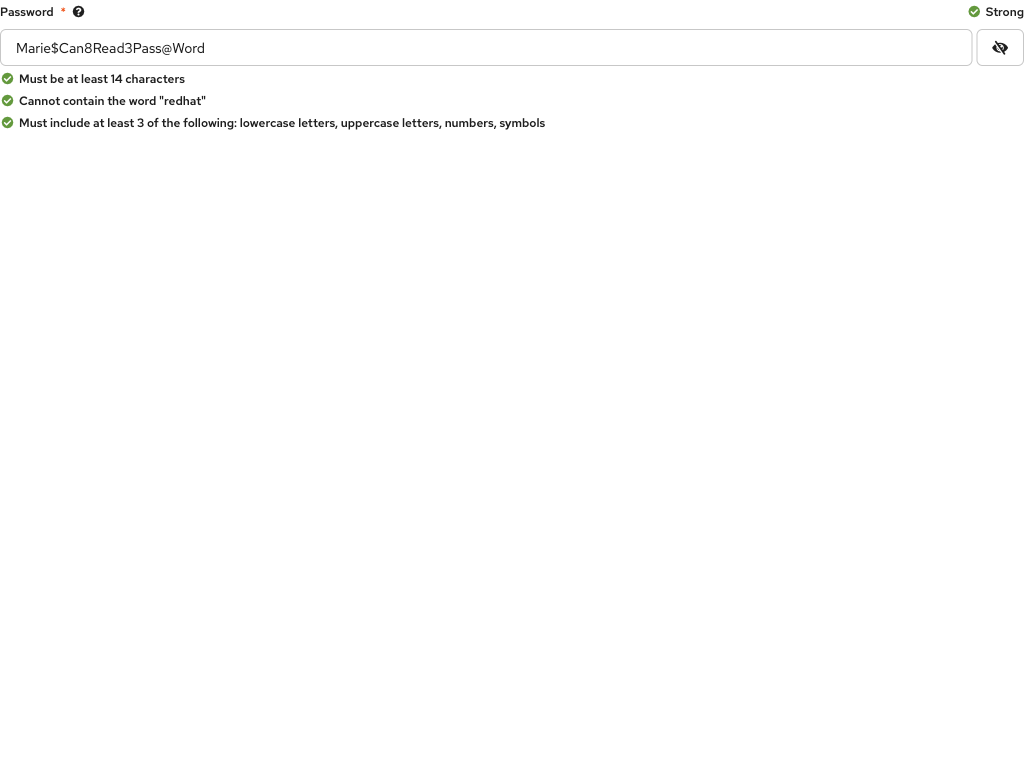 Password * Strong
Marie$Can8Read3Pass@Word
Must be at least 14 characters
Cannot contain the word "redhat"
Must include at least 3 of the following: lowercase letters, uppercase letters, numbers, symbols